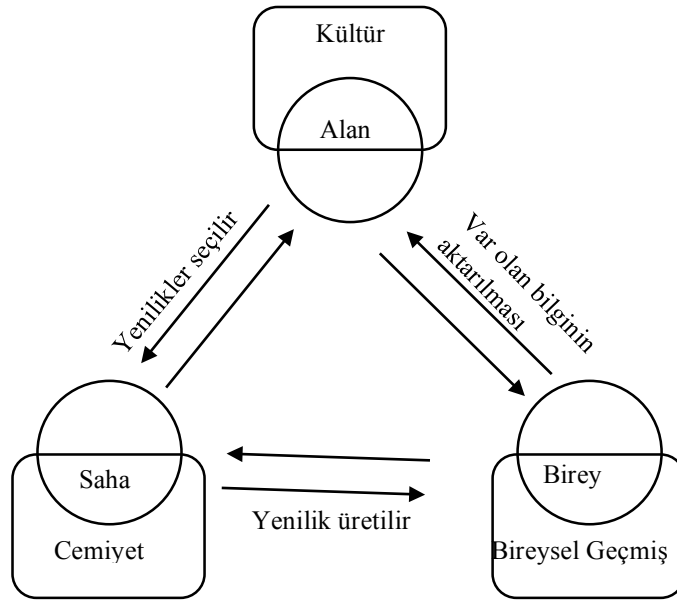 Kültür
Alan
Yenilikler seçilir
Var olan bilginin
aktarılması
Saha
Cemiyet
Yenilik üretilir
Birey
Bireysel Geçmiş